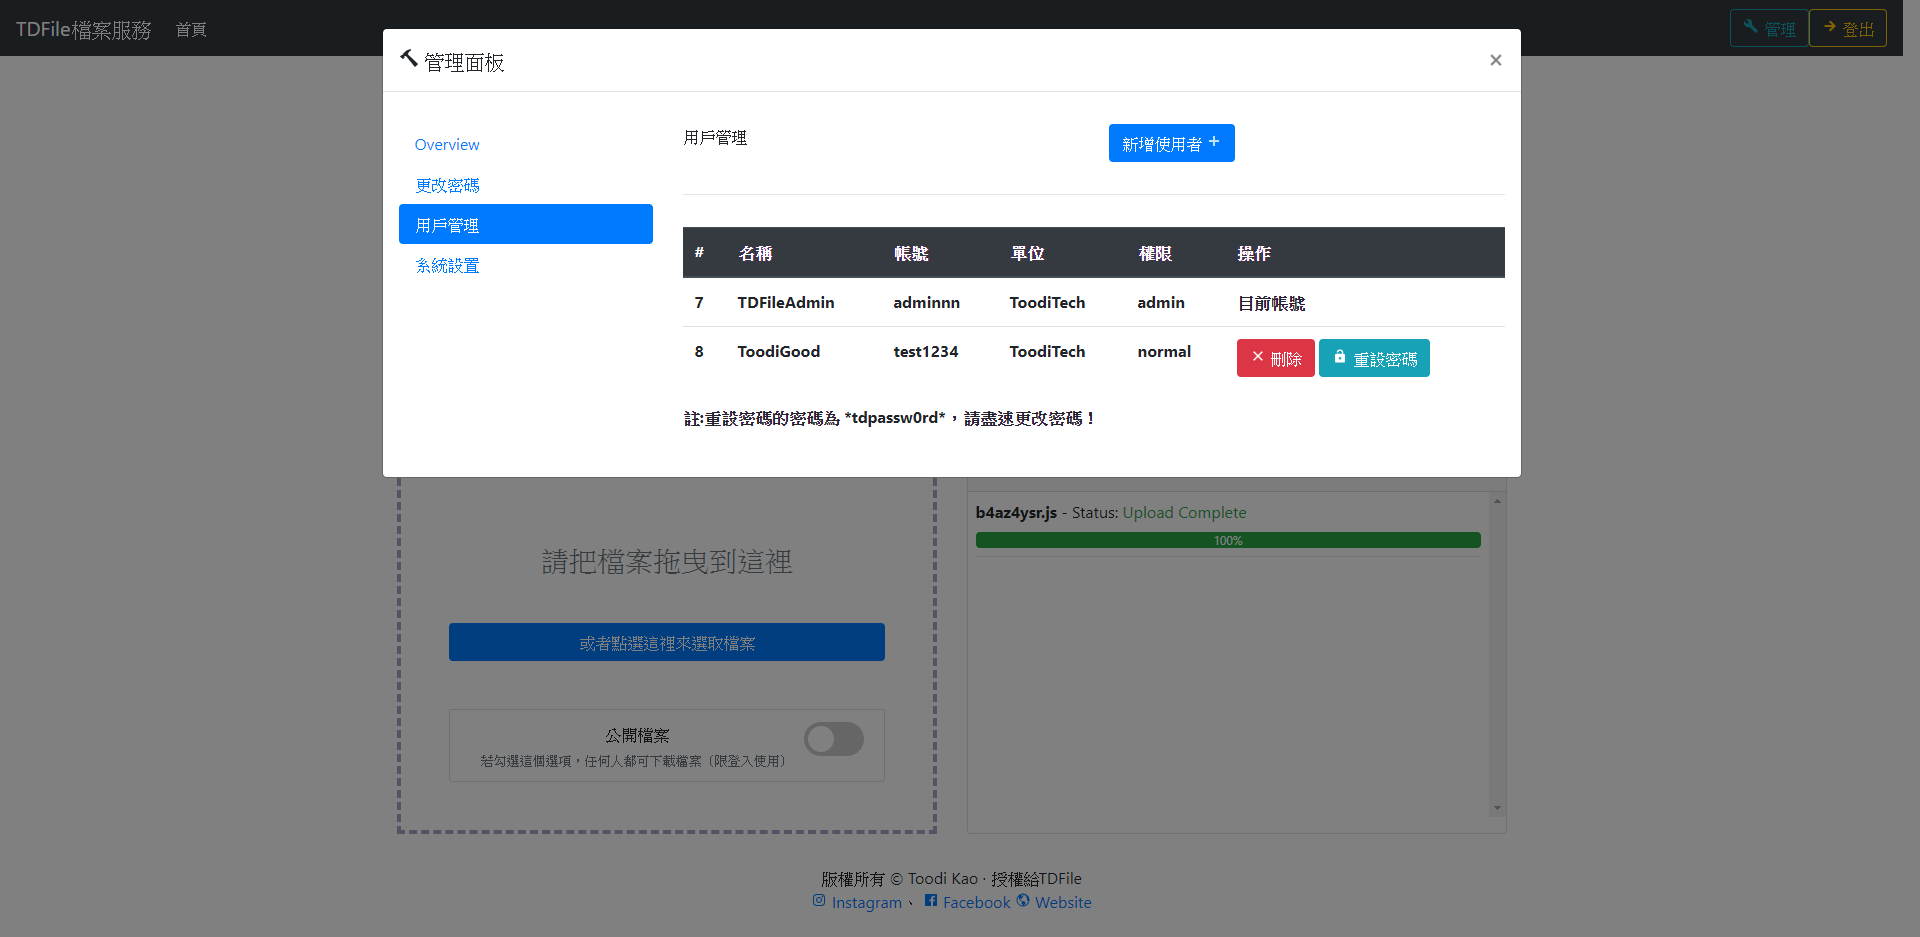 TDFile檔案服務 首頁 管理 登出
管理面板 ×
Overview
更改密碼
用戶管理
系統設置
用戶管理 新增使用者 +
# 名稱 帳號 單位 權限 操作
7 TDFileAdmin adminnn ToodiTech admin 目前帳號
8 ToodiGood test1234 ToodiTech normal 刪除 重設密碼
註:重設密碼的密碼為 *tdpassw0rd*，請盡速更改密碼！
請把檔案拖曳到這裡
或者點選這裡來選取檔案
公開檔案
若勾選這個選項，任何人都可下載檔案（限登入使用）
b4az4ysr.js - Status: Upload Complete
100%
版權所有 © Toodi Kao · 授權給TDFile
Instagram、 Facebook Website